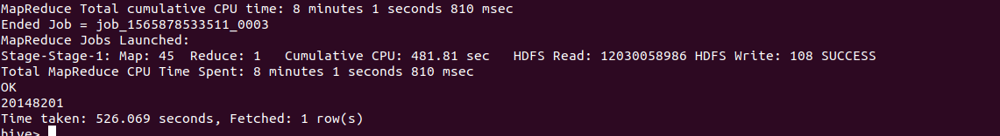 MapReduce Total cumulative CPU time: 8 minutes 1 seconds 810 msec
Ended Job = job_1565878533511_0003
MapReduce Jobs Launched:
Stage-Stage-1: Map: 45  Reduce: 1   Cumulative CPU: 481.81 sec   HDFS Read: 12030058986 HDFS Write: 108 SUCCESS
Total MapReduce CPU Time Spent: 8 minutes 1 seconds 810 msec
OK
20148201
Time taken: 526.069 seconds, Fetched: 1 row(s)
hive>